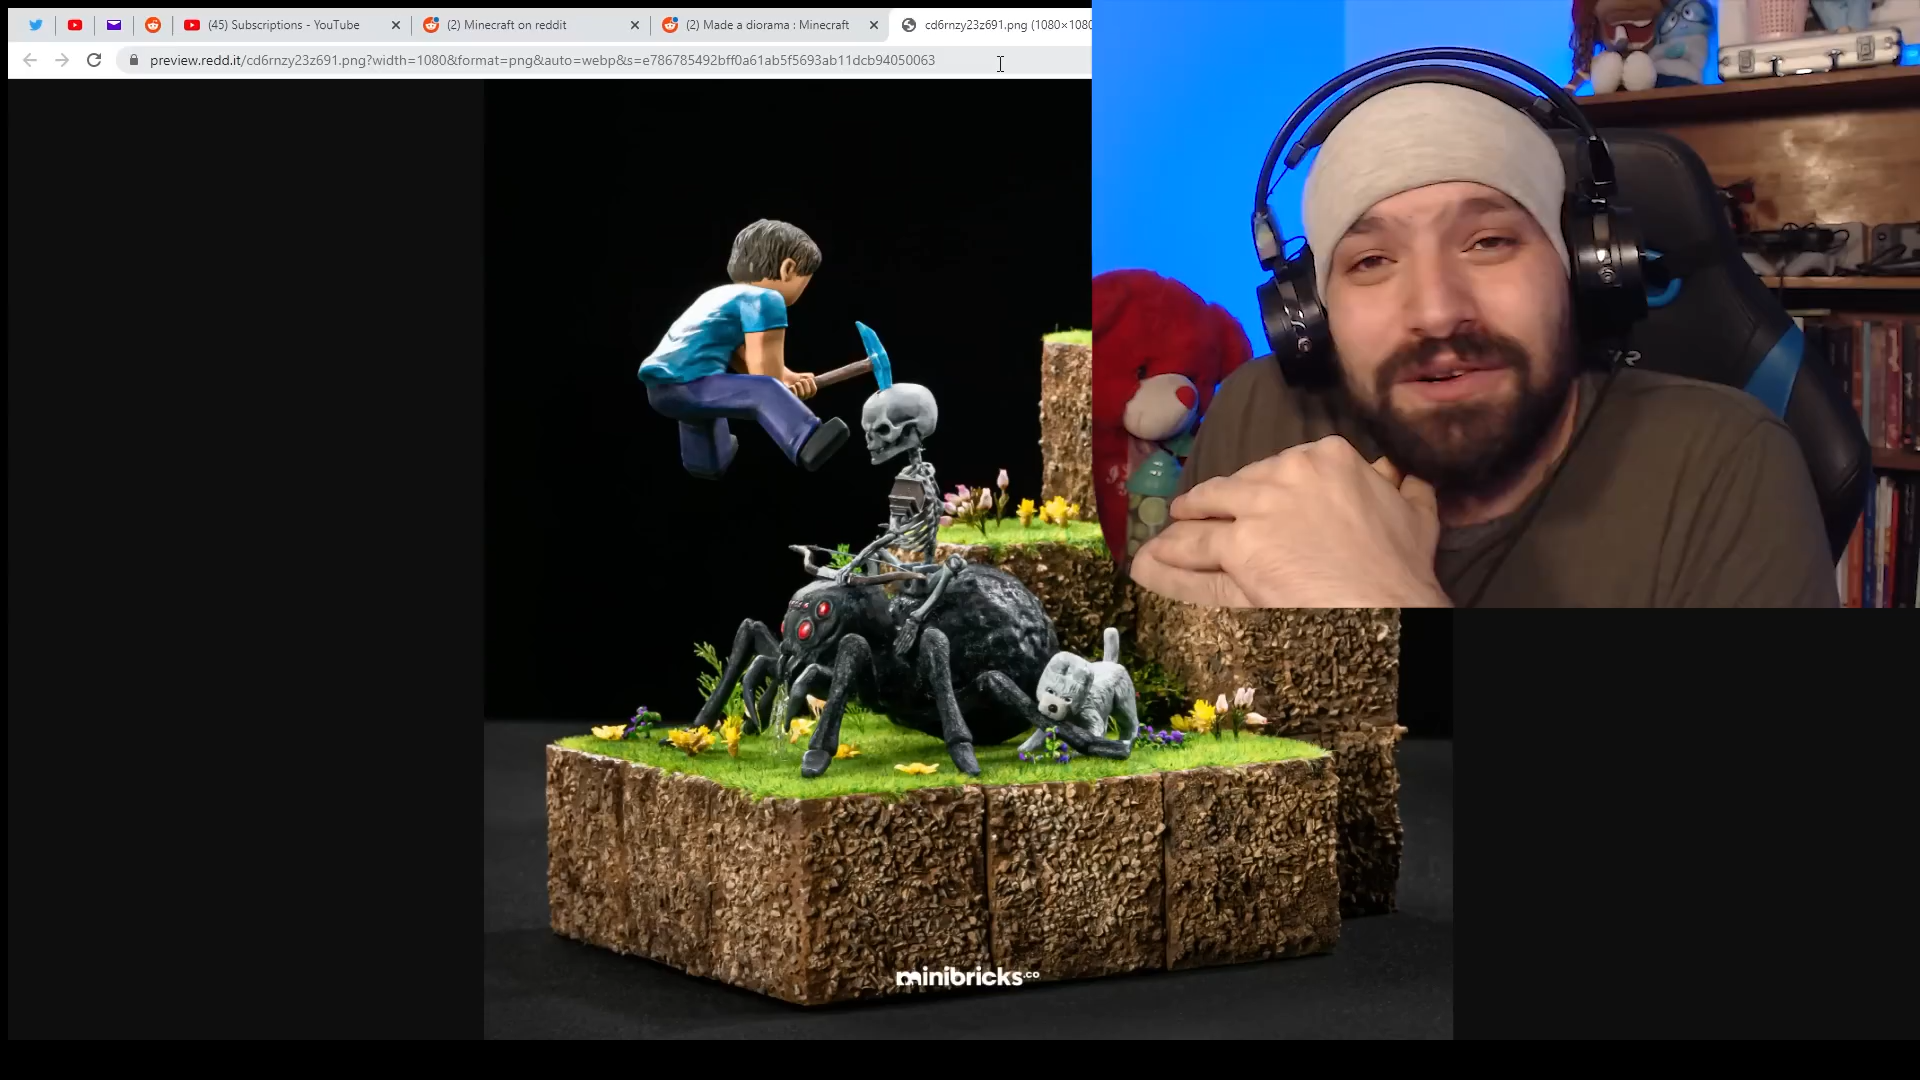 (45) Subscriptions - YouTube
(2) Minecraft on reddit
(2) Made a diorama : Minecraft
cd6rnzy23z691.png (1080×1080
preview.redd.it/cd6rnzy23z691.png?width=1080&format=png&auto=webp&s=e786785492bff0a61ab5f5693ab11dcb94050063
minibricks.co